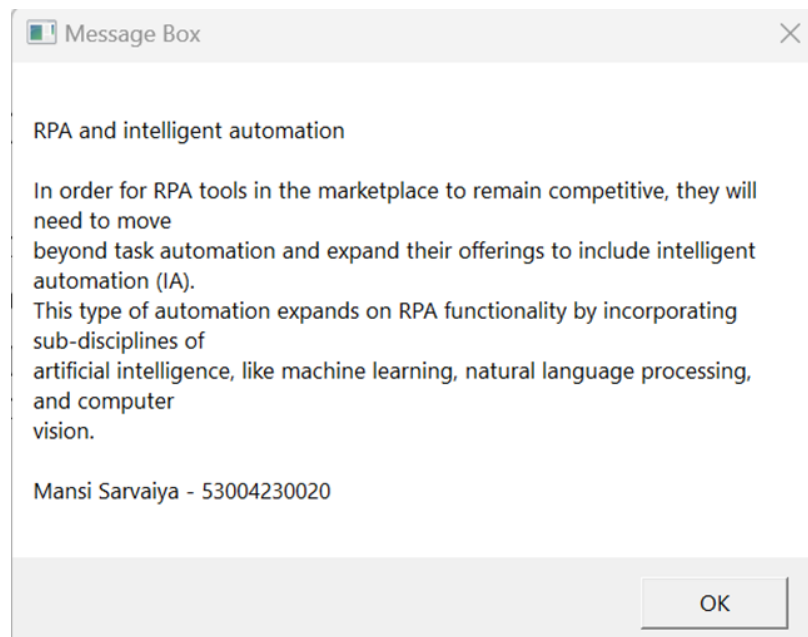 Message Box
RPA and intelligent automation
In order for RPA tools in the marketplace to remain competitive, they will
need to move
beyond task automation and expand their offerings to include intelligent
automation (IA).
This type of automation expands on RPA functionality by incorporating
sub-disciplines of
artificial intelligence, like machine learning, natural language processing,
and computer
vision.
Mansi Sarvaiya - 53004230020
OK